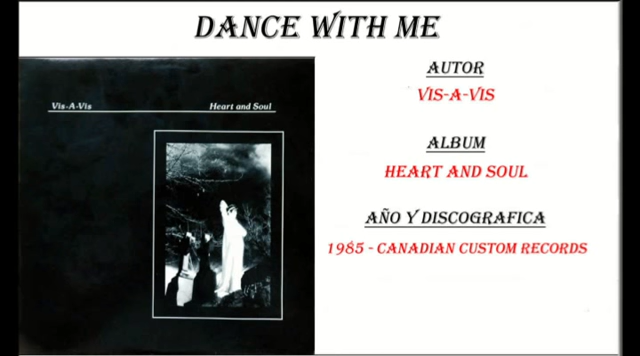 DANCE WITH ME
Vis-A-Vis
Heart and Soul
AUTOR
VIS-A-VIS
ALBUM
HEART AND SOUL
AÑO Y DISCOGRAFICA
1985 - CANADIAN CUSTOM RECORDS